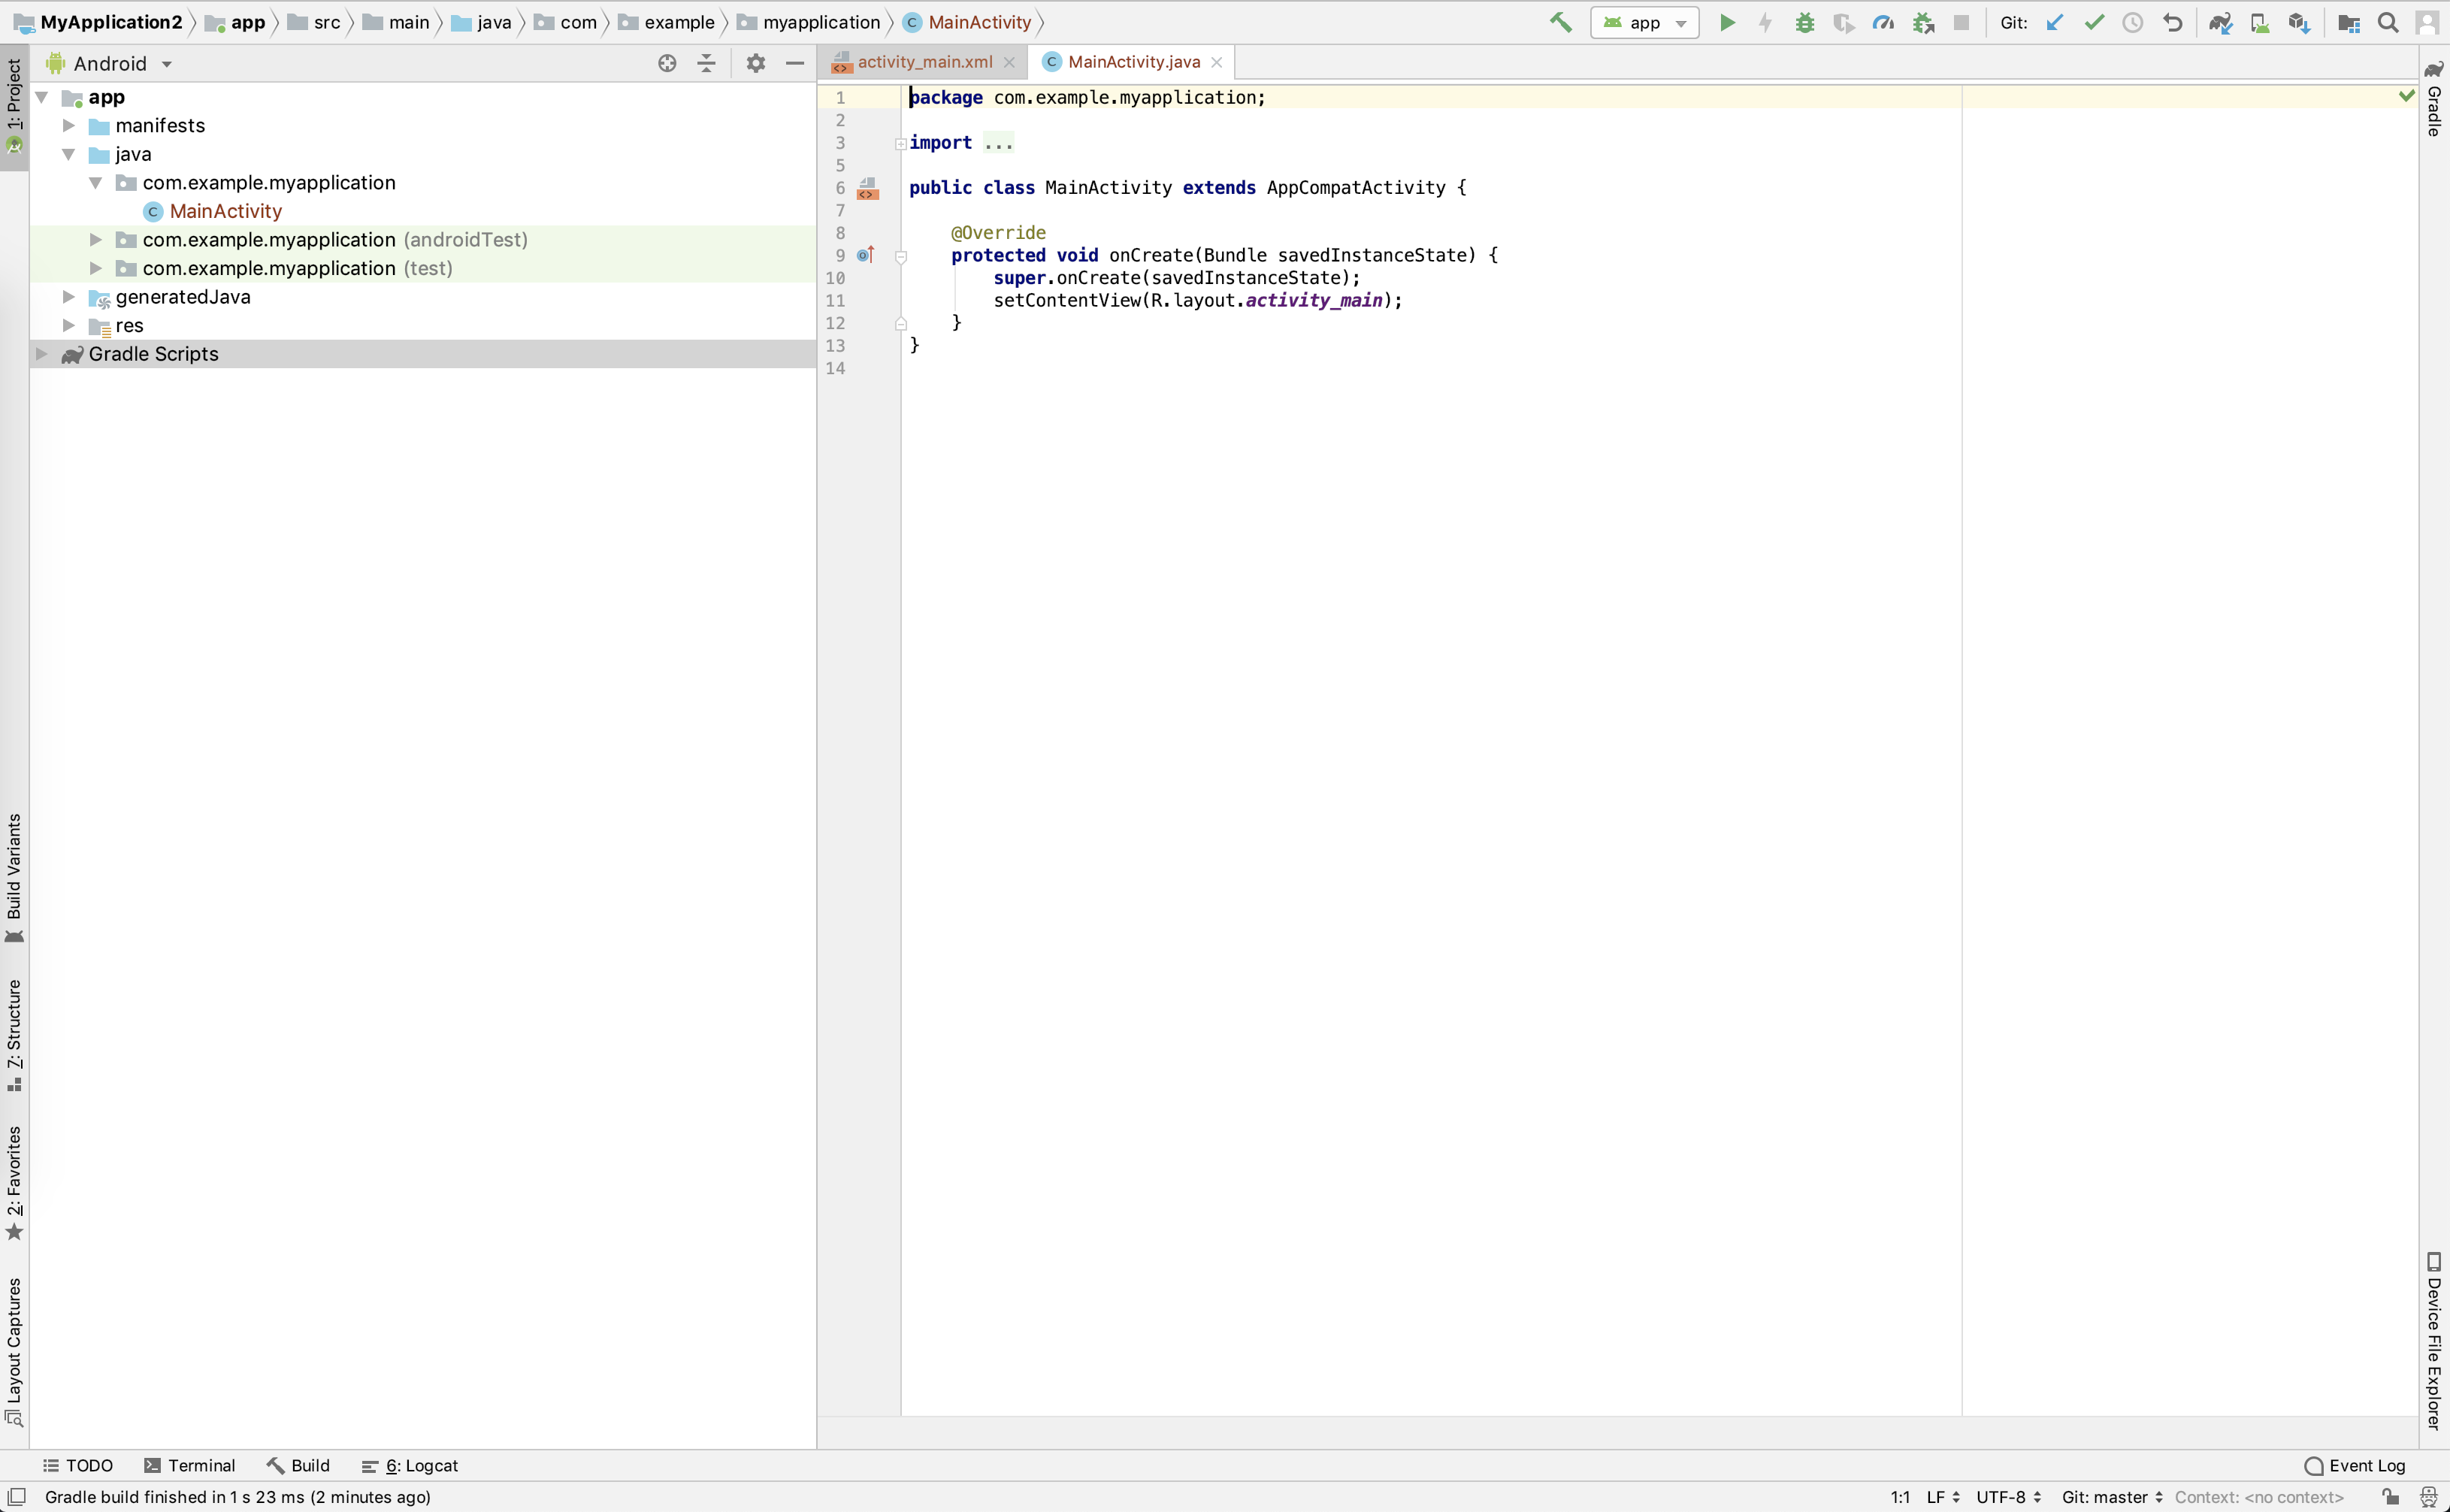 MyApplication2 app src main java com example myapplication MainActivity
app
Git:
1: Project
Android
activity_main.xml
MainActivity.java
Gradle
app
manifests
java
com.example.myapplication
MainActivity
com.example.myapplication (androidTest)
com.example.myapplication (test)
generatedJava
res
Gradle Scripts
1 package com.example.myapplication;
2
3 import ...
5
6 public class MainActivity extends AppCompatActivity {
7
8 @Override
9 protected void onCreate(Bundle savedInstanceState) {
10 super.onCreate(savedInstanceState);
11 setContentView(R.layout.activity_main);
12 }
13 }
14
Build Variants
7: Structure
2: Favorites
Layout Captures
Device File Explorer
TODO Terminal Build 6: Logcat Event Log
Gradle build finished in 1 s 23 ms (2 minutes ago) 1:1 LF UTF-8 Git: master Context: <no context>